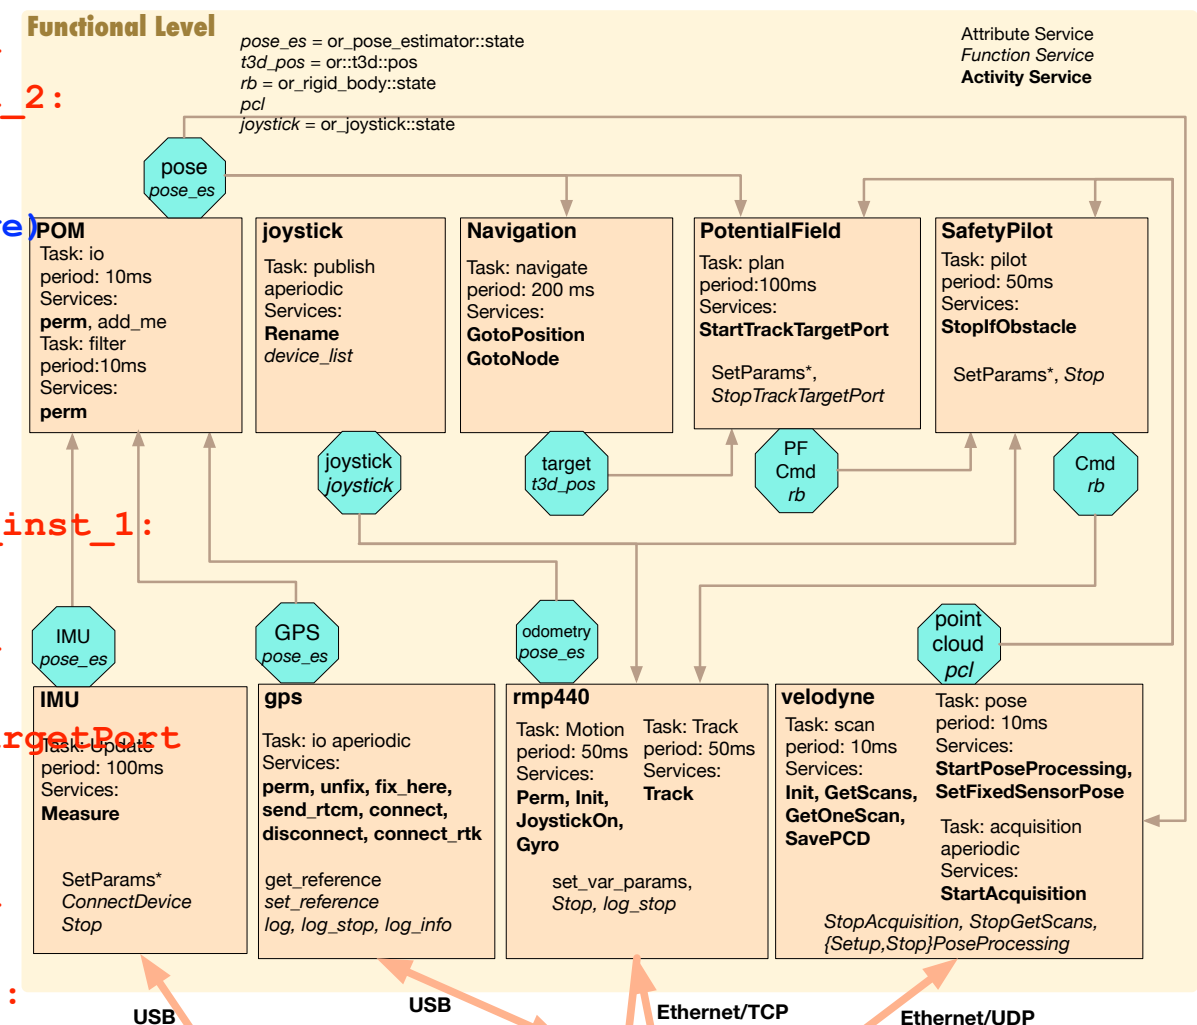 Functional Level
pose_es = or_pose_estimator::state
t3d_pos = or::t3d::pos
rb = or_rigid_body::state
pcl
joystick = or_joystick::state
Attribute Service
Function Service
Activity Service
_2:
pose
pose_es
e)
POM
Task: io
period: 10ms
Services:
perm, add_me
Task: filter
period:10ms
Services:
perm
joystick
Task: publish
aperiodic
Services:
Rename
device_list
Navigation
Task: navigate
period: 200 ms
Services:
GotoPosition
GotoNode
PotentialField
Task: plan
period:100ms
Services:
StartTrackTargetPort
SetParams*,
StopTrackTargetPort
SafetyPilot
Task: pilot
period: 50ms
Services:
StopIfObstacle
SetParams*, Stop
joystick
joystick
target
t3d_pos
PF
Cmd
rb
Cmd
rb
inst_1:
IMU
pose_es
GPS
pose_es
odometry
pose_es
point
cloud
pcl
IMU
rgetPort
Task: Update
period: 100ms
Services:
Measure
SetParams*
ConnectDevice
Stop
gps
Task: io aperiodic
Services:
perm, unfix, fix_here,
send_rtcm, connect,
disconnect, connect_rtk
get_reference
set_reference
log, log_stop, log_info
rmp440
Task: Motion
period: 50ms
Services:
Perm, Init,
JoystickOn,
Gyro
Task: Track
period: 50ms
Services:
Track
set_var_params,
Stop, log_stop
velodyne
Task: scan
period: 10ms
Services:
Init, GetScans,
GetOneScan,
SavePCD
Task: pose
period: 10ms
Services:
StartPoseProcessing,
SetFixedSensorPose
Task: acquisition
aperiodic
Services:
StartAcquisition
StopAcquisition, StopGetScans,
{Setup,Stop}PoseProcessing
:
USB
USB
Ethernet/TCP
Ethernet/UDP